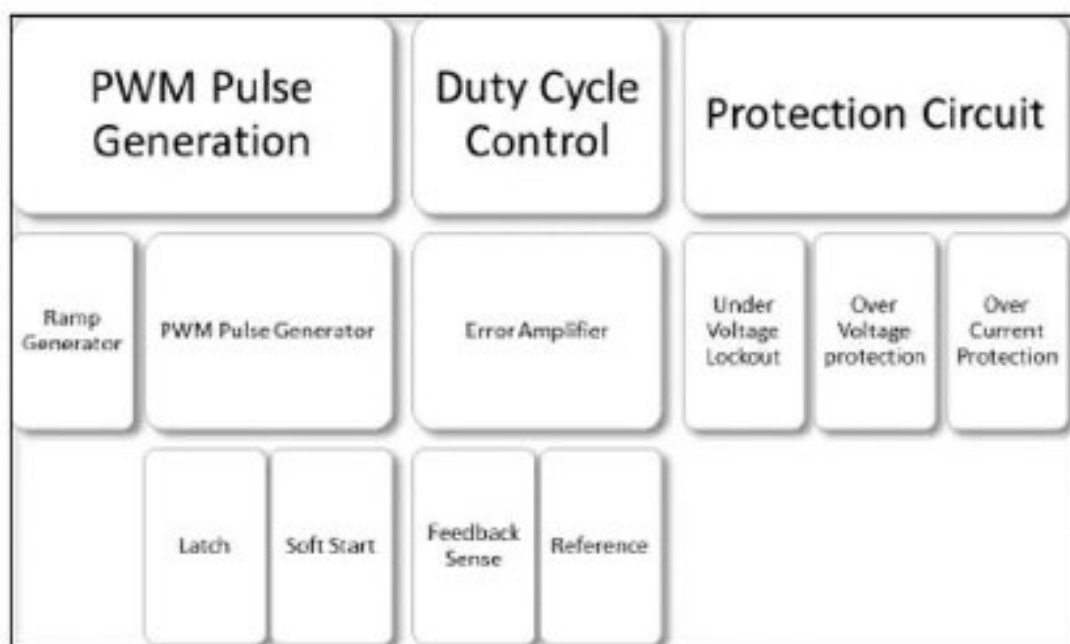 PWM Pulse
Generation
Duty Cycle
Control
Protection Circuit
Ramp
Generator
PWM Pulse Generator
Error Amplifier
Under
Voltage
Lockout
Over
Voltage
protection
Over
Current
Protection
Latch
Soft Start
Feedback
Sense
Reference